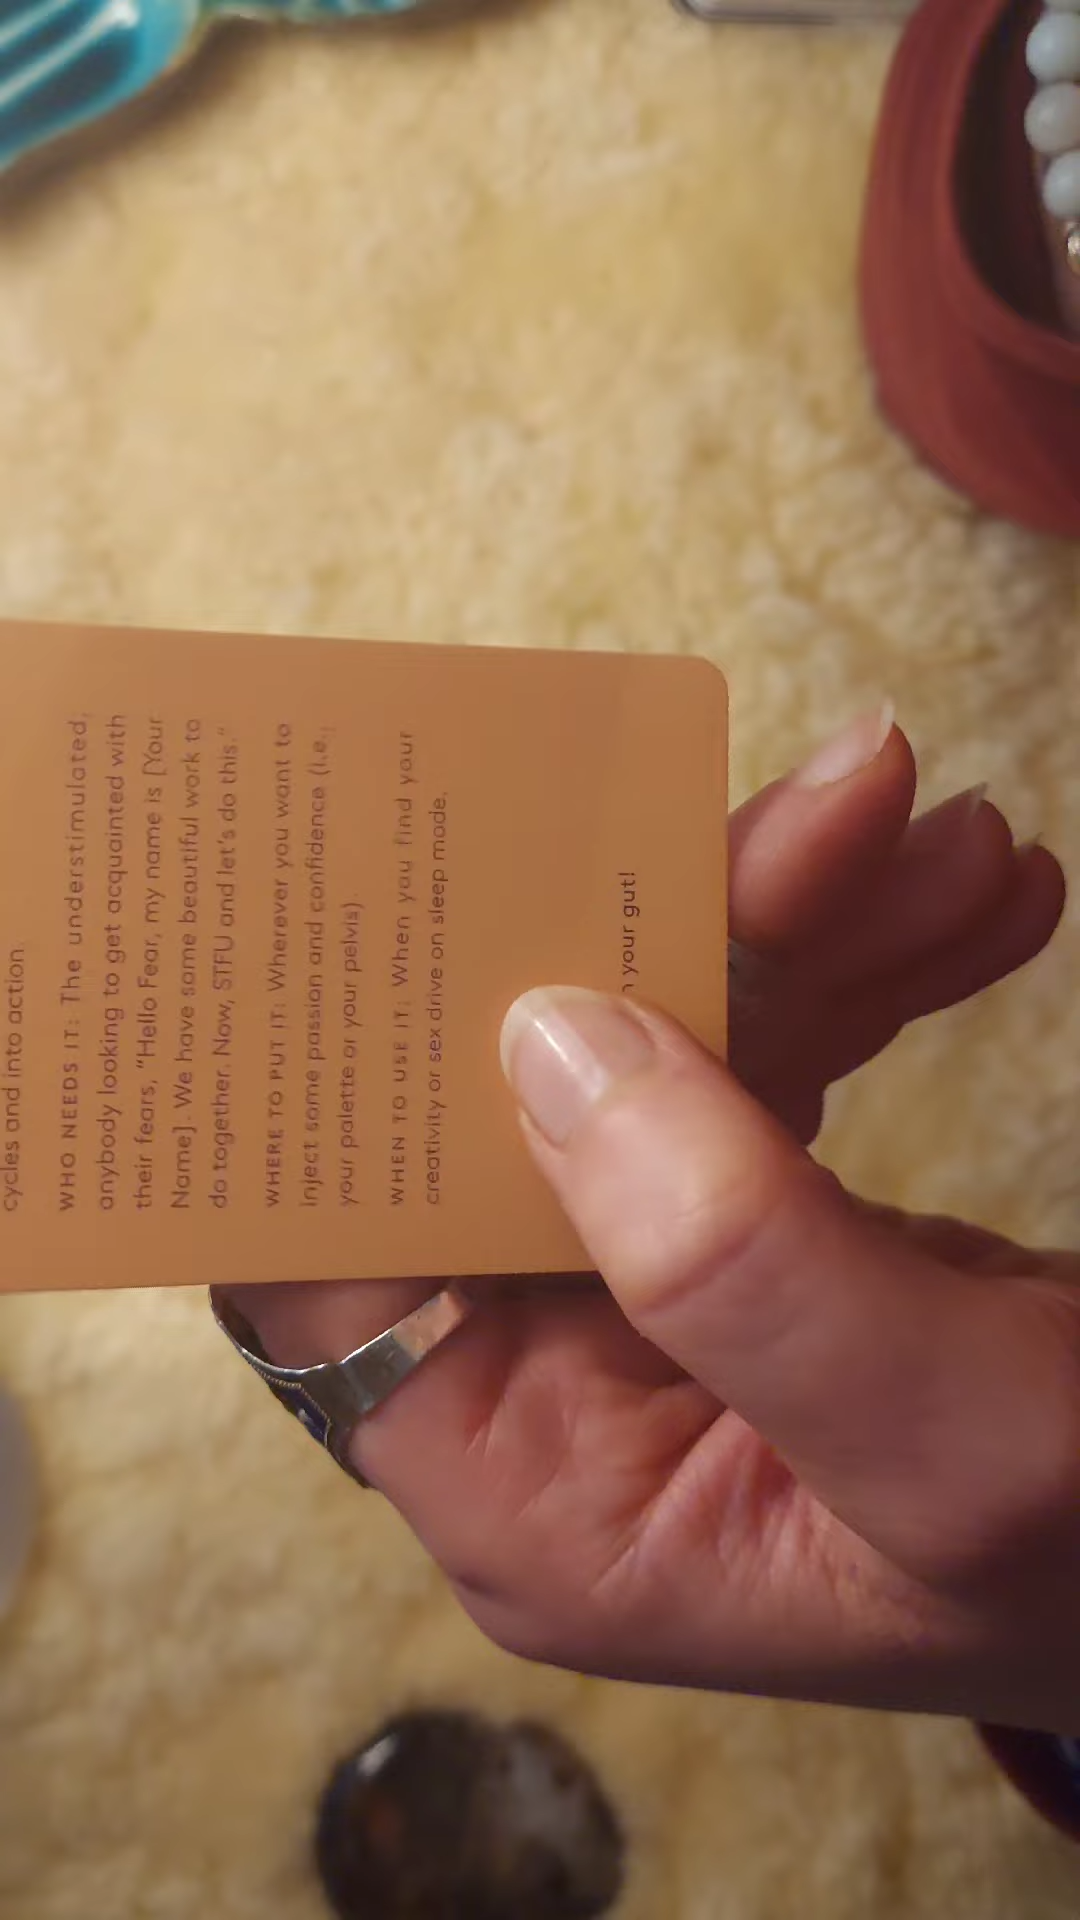 cycles and into action.
WHO NEEDS IT: The understimulated,
anybody looking to get acquainted with
their fears, “Hello Fear, my name is [Your
Name]. We have some beautiful work to
do together. Now, STFU and let’s do this.”
WHERE TO PUT IT: Wherever you want to
inject some passion and confidence (i.e.,
your palette or your pelvis).
WHEN TO USE IT: When you find your
creativity or sex drive on sleep mode.
your gut!